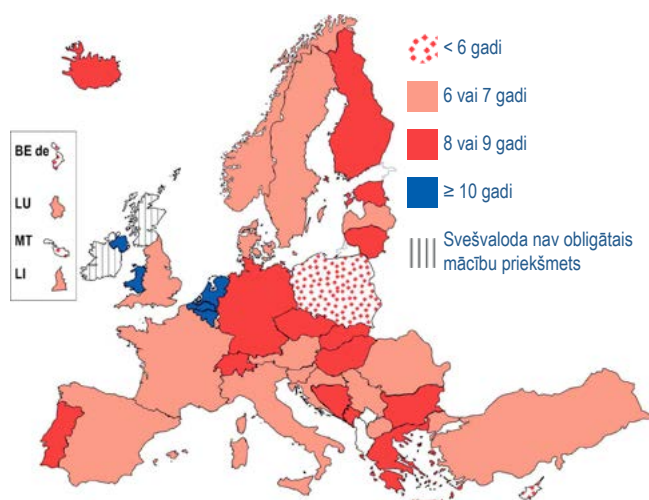 < 6 gadi
6 vai 7 gadi
8 vai 9 gadi
≥ 10 gadi
Svešvaloda nav obligātais
mācību priekšmets
BE de
LU
MT
LI